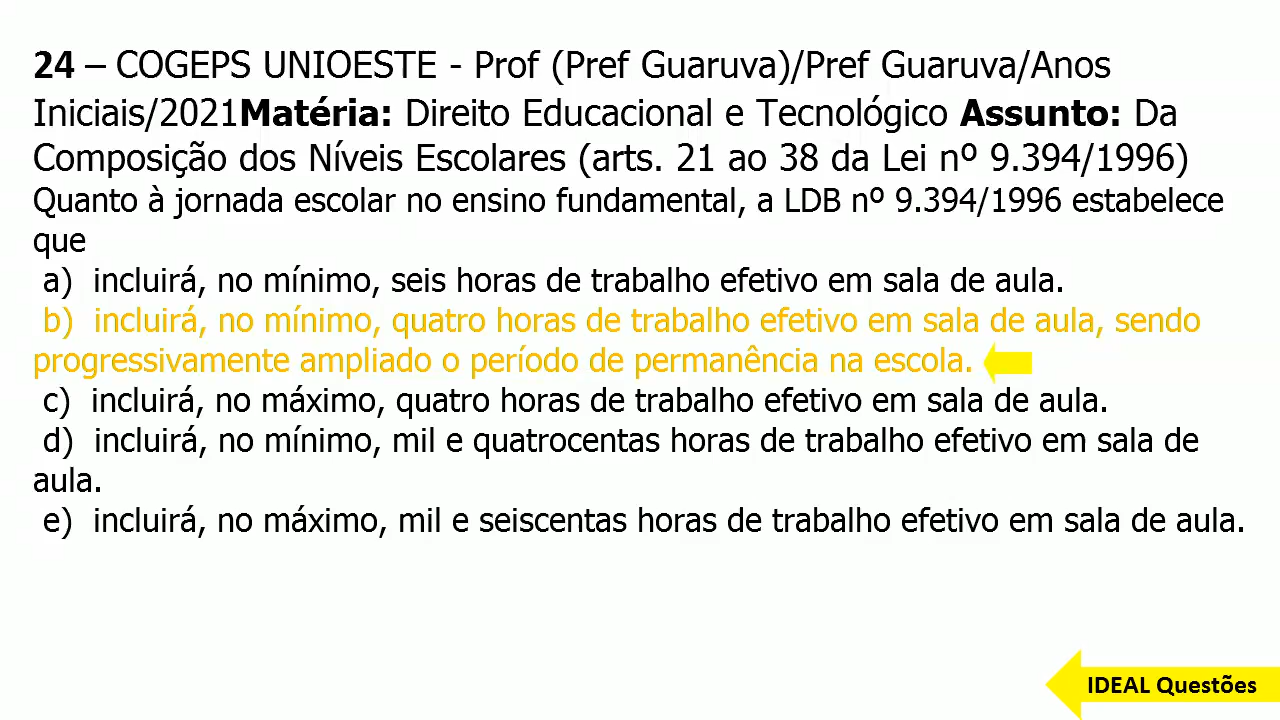 24 – COGEPS UNIOESTE - Prof (Pref Guaruva)/Pref Guaruva/Anos
Iniciais/2021Matéria: Direito Educacional e Tecnológico Assunto: Da
Composição dos Níveis Escolares (arts. 21 ao 38 da Lei nº 9.394/1996)
Quanto à jornada escolar no ensino fundamental, a LDB nº 9.394/1996 estabelece
que
a) incluirá, no mínimo, seis horas de trabalho efetivo em sala de aula.
b) incluirá, no mínimo, quatro horas de trabalho efetivo em sala de aula, sendo
progressivamente ampliado o período de permanência na escola.
c) incluirá, no máximo, quatro horas de trabalho efetivo em sala de aula.
d) incluirá, no mínimo, mil e quatrocentas horas de trabalho efetivo em sala de
aula.
e) incluirá, no máximo, mil e seiscentas horas de trabalho efetivo em sala de aula.
IDEAL Questões